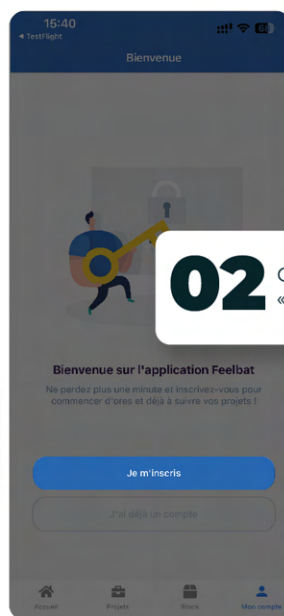 15:40
◄ TestFlight
Bienvenue
02
«
Bienvenue sur l'application Feelbat
Ne perdez plus une minute et inscrivez-vous pour
commencer d'ores et déjà à suivre vos projets !
Je m'inscris
J'ai déjà un compte
Accueil
Projets
Stock
Mon compte